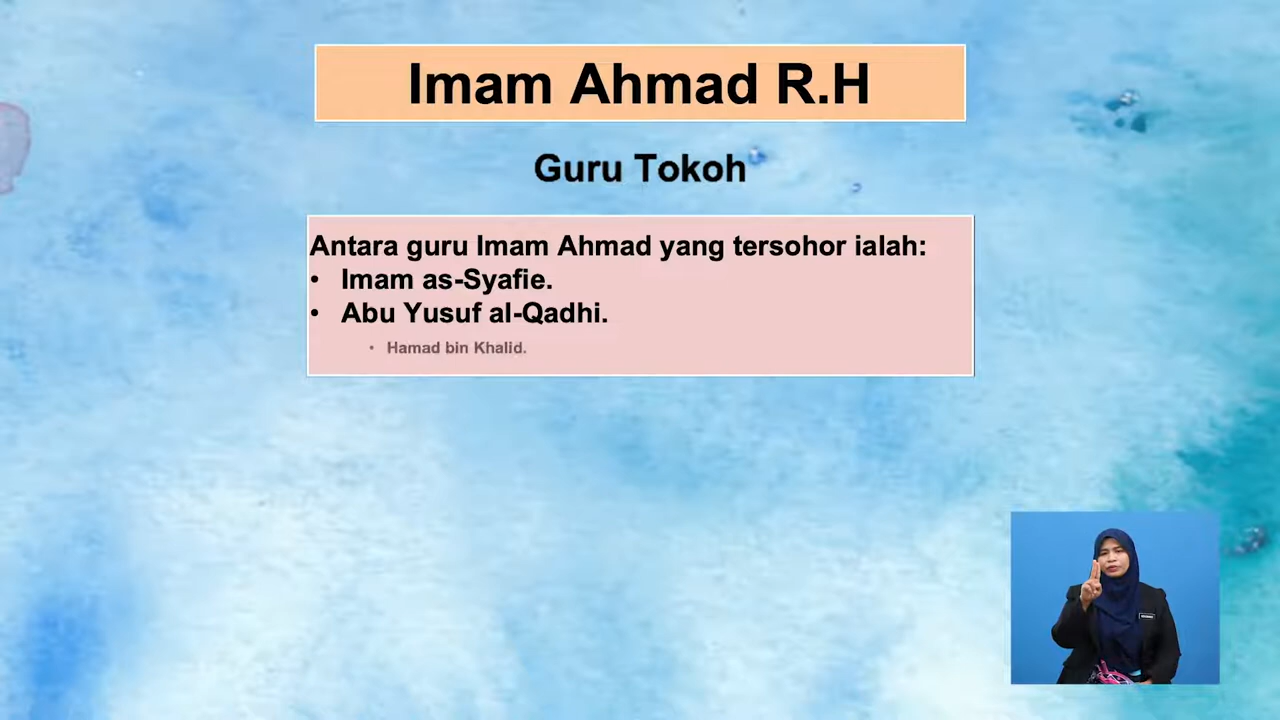 Imam Ahmad R.H
Guru Tokoh
Antara guru Imam Ahmad yang tersohor ialah:
• Imam as-Syafie.
• Abu Yusuf al-Qadhi.
• Hamad bin Khalid.